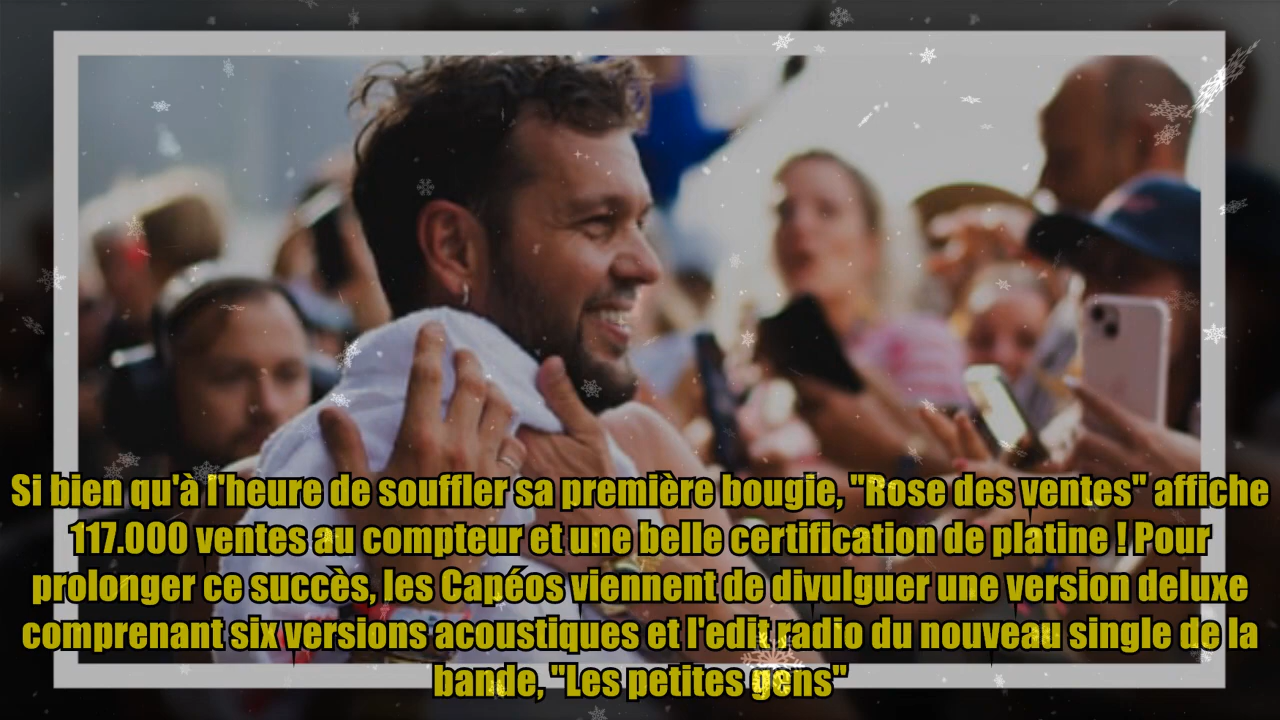 Si bien qu'à l'heure de souffler sa première bougie, "Rose des ventes" affiche
117.000 ventes au compteur et une belle certification de platine ! Pour
prolonger ce succès, les Capéos viennent de divulguer une version deluxe
comprenant six versions acoustiques et l'edit radio du nouveau single de la
bande, "Les petites gens"